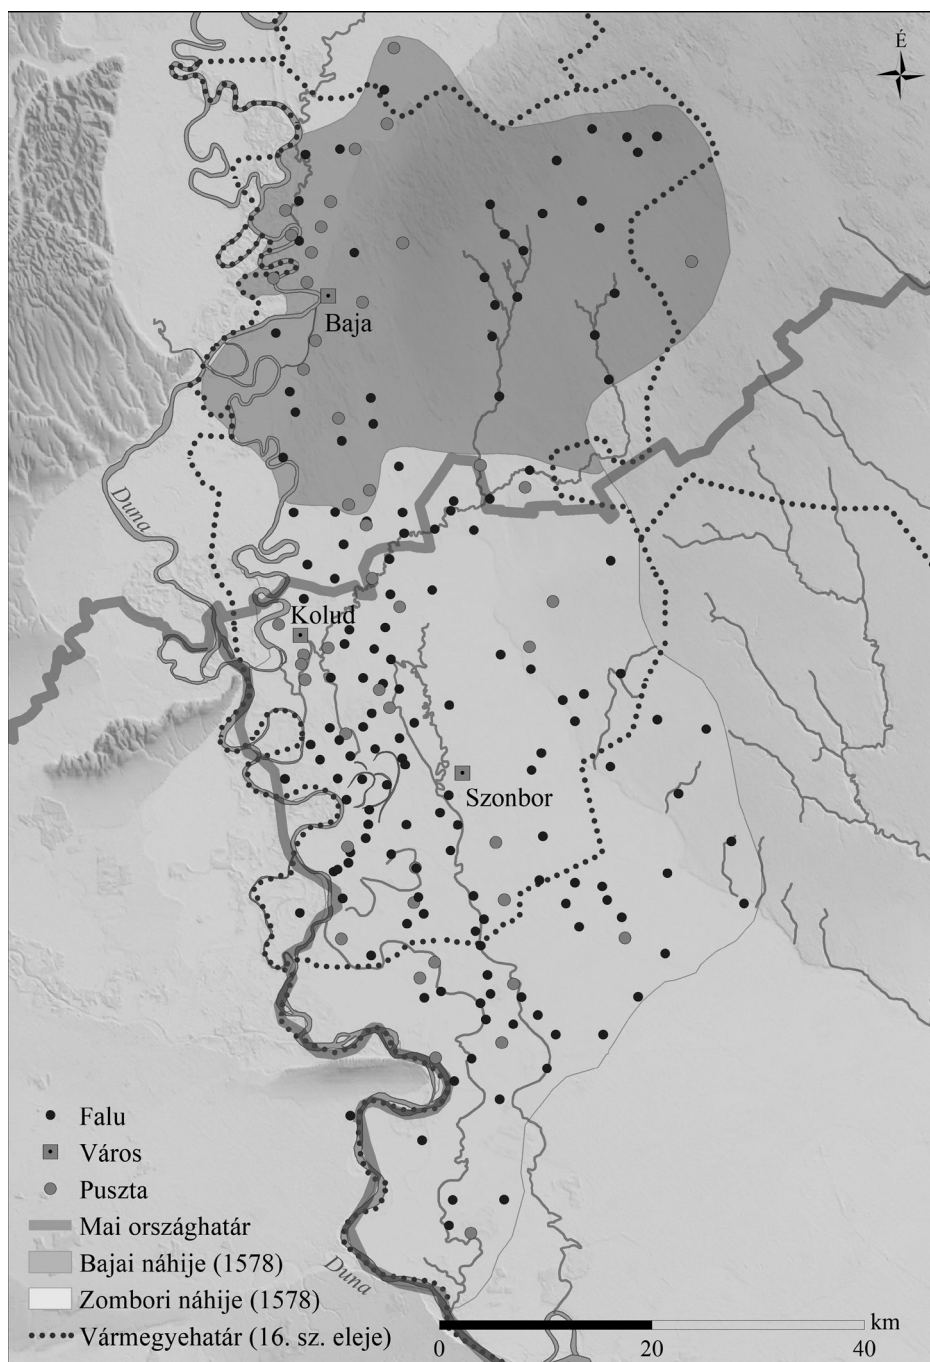 É
Baja
Duna
Kolud
Szonbor
Falu
Város
Puszta
Mai országhatár
Bajai náhije (1578)
Zombori náhije (1578)
Vármegyehatár (16. sz. eleje)
Duna
km
0 20 40